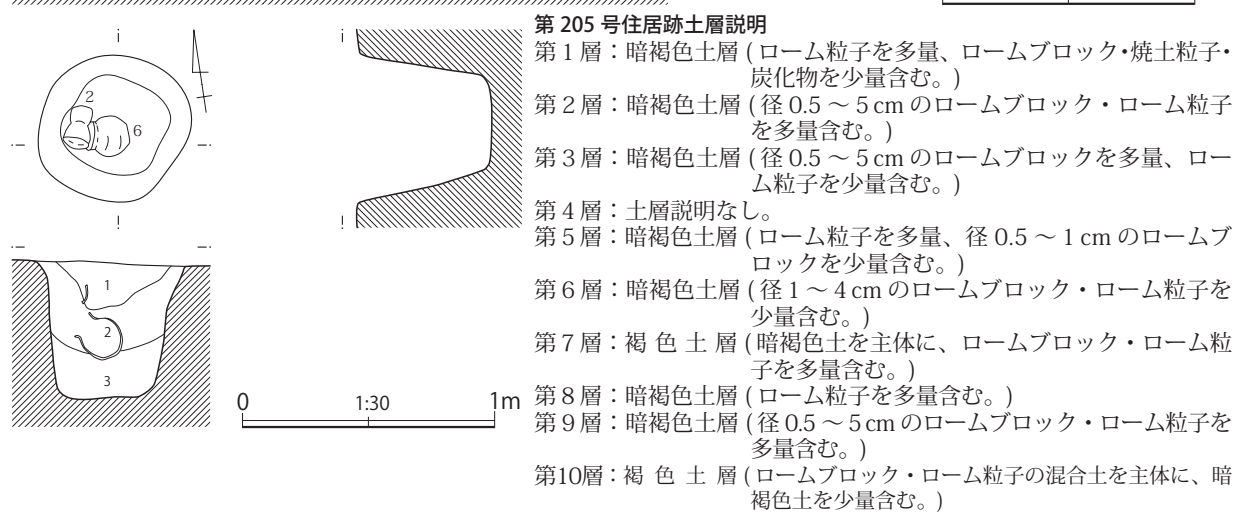 第 205 号住居跡土層説明
第１層：暗褐色土層 ( ローム粒子を多量、ロームブロック・焼土粒子・
炭化物を少量含む。)
第２層：暗褐色土層 ( 径 0.5 ～ 5 cm のロームブロック・ローム粒子
を多量含む。)
第３層：暗褐色土層 ( 径 0.5 ～ 5 cm のロームブロックを多量、ロー
ム粒子を少量含む。)
第４層：土層説明なし。
第５層：暗褐色土層 ( ローム粒子を多量、径 0.5 ～ 1 cm のロームブ
ロックを少量含む。)
第６層：暗褐色土層 ( 径 1 ～ 4 cm のロームブロック・ローム粒子を
少量含む。)
第７層：褐 色 土 層 ( 暗褐色土を主体に、ロームブロック・ローム粒
子を多量含む。)
第８層：暗褐色土層 ( ローム粒子を多量含む。)
第９層：暗褐色土層 ( 径 0.5 ～ 5 cm のロームブロック・ローム粒子を
多量含む。)
第10層：褐 色 土 層 ( ロームブロック・ローム粒子の混合土を主体に、暗
褐色土を少量含む。)
2
6
1
2
3
0 1:30 1m